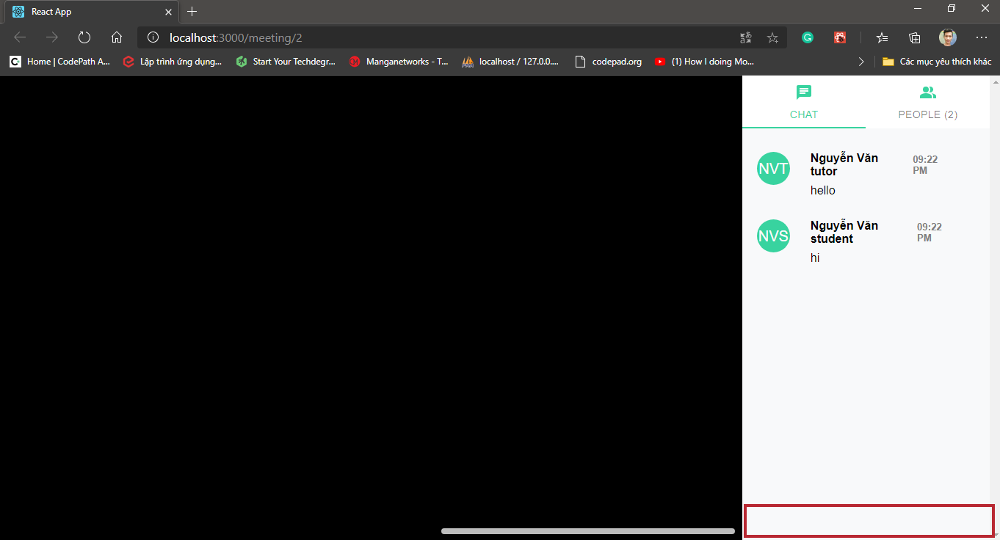 React App
localhost:3000/meeting/2
Home | CodePath A...
Lập trình ứng dụng...
Start Your Techdegr...
Manganetworks - T...
localhost / 127.0.0....
codepad.org
(1) How I doing Mo...
Các mục yêu thích khác
CHAT
PEOPLE (2)
NVT
Nguyễn Văn
tutor
09:22
PM
hello
NVS
Nguyễn Văn
student
09:22
PM
hi